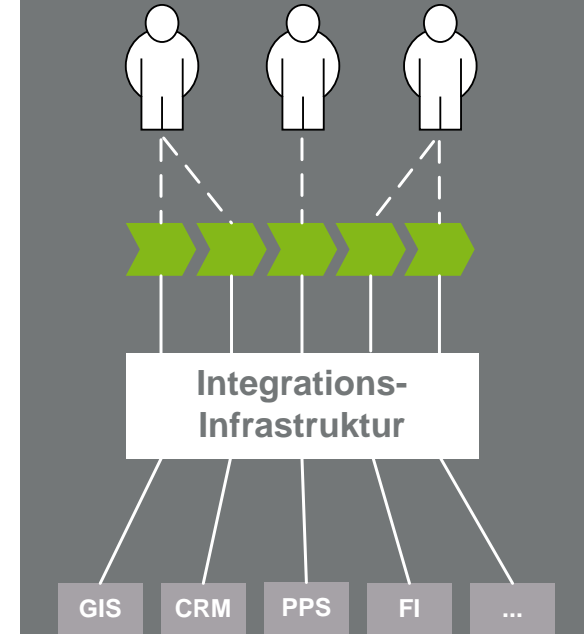 Integrations-
Infrastruktur
GIS CRM PPS FI ...